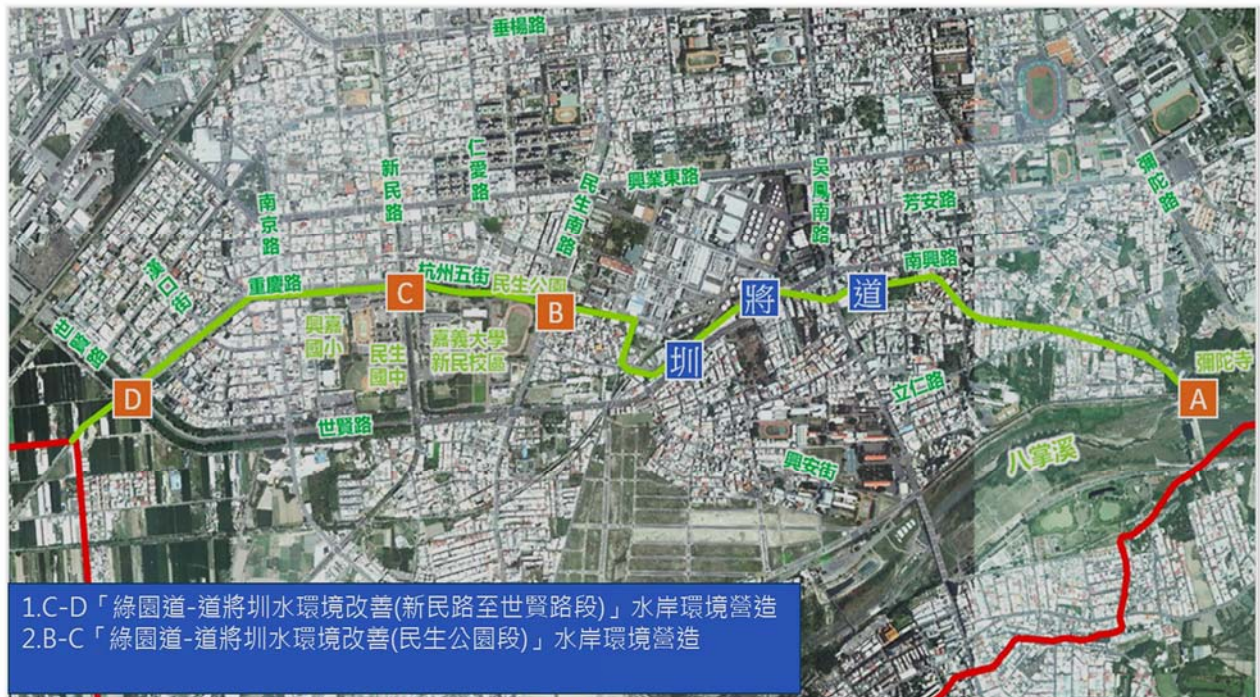 垂楊路
仁愛路
新民路
南京路
民生南路
興業東路
吳鳳南路
芳安路
彌陀路
漢口街
重慶路
杭州五街
民生公園
南興路
世賢路
興嘉
國小
民生
國中
嘉義大學
新民校區
C
B
將
道
圳
彌陀寺
A
D
世賢路
立仁路
興安街
八掌溪
1.C-D「綠園道-道將圳水環境改善(新民路至世賢路段)」水岸環境營造
2.B-C「綠園道-道將圳水環境改善(民生公園段)」水岸環境營造